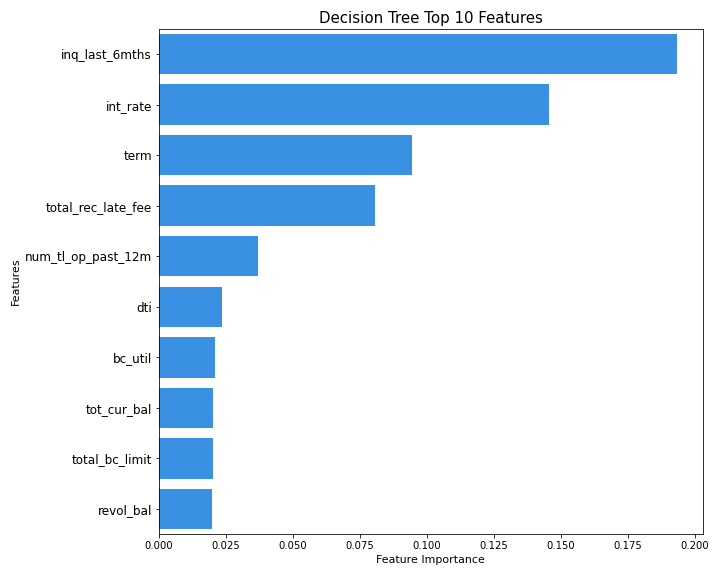 Decision Tree Top 10 Features
Features
inq_last_6mths
int_rate
term
total_rec_late_fee
num_tl_op_past_12m
dti
bc_util
tot_cur_bal
total_bc_limit
revol_bal
0.000 0.025 0.050 0.075 0.100 0.125 0.150 0.175 0.200
Feature Importance